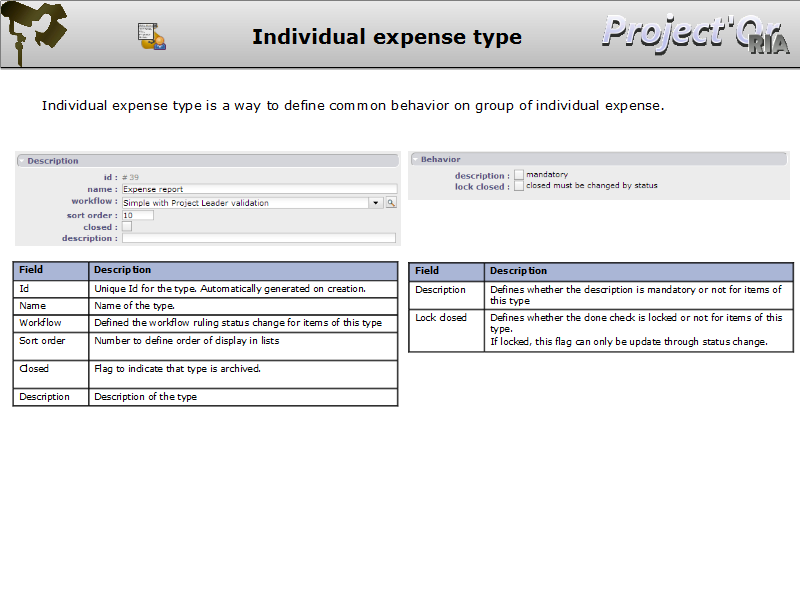 Individual expense type
Project'Or
RIA
Individual expense type is a way to define common behavior on group of individual expense.
Description
id : # 39
name : Expense report
workflow : Simple with Project Leader validation
sort order : 10
closed :
description :
Behavior
description : mandatory
lock closed : closed must be changed by status
Field Description
Id Unique Id for the type. Automatically generated on creation.
Name Name of the type.
Workflow Defined the workflow ruling status change for items of this type
Sort order Number to define order of display in lists
Closed Flag to indicate that type is archived.
Description Description of the type
Field Description
Description Defines whether the description is mandatory or not for items of
this type
Lock closed Defines whether the done check is locked or not for items of this
type.
If locked, this flag can only be update through status change.